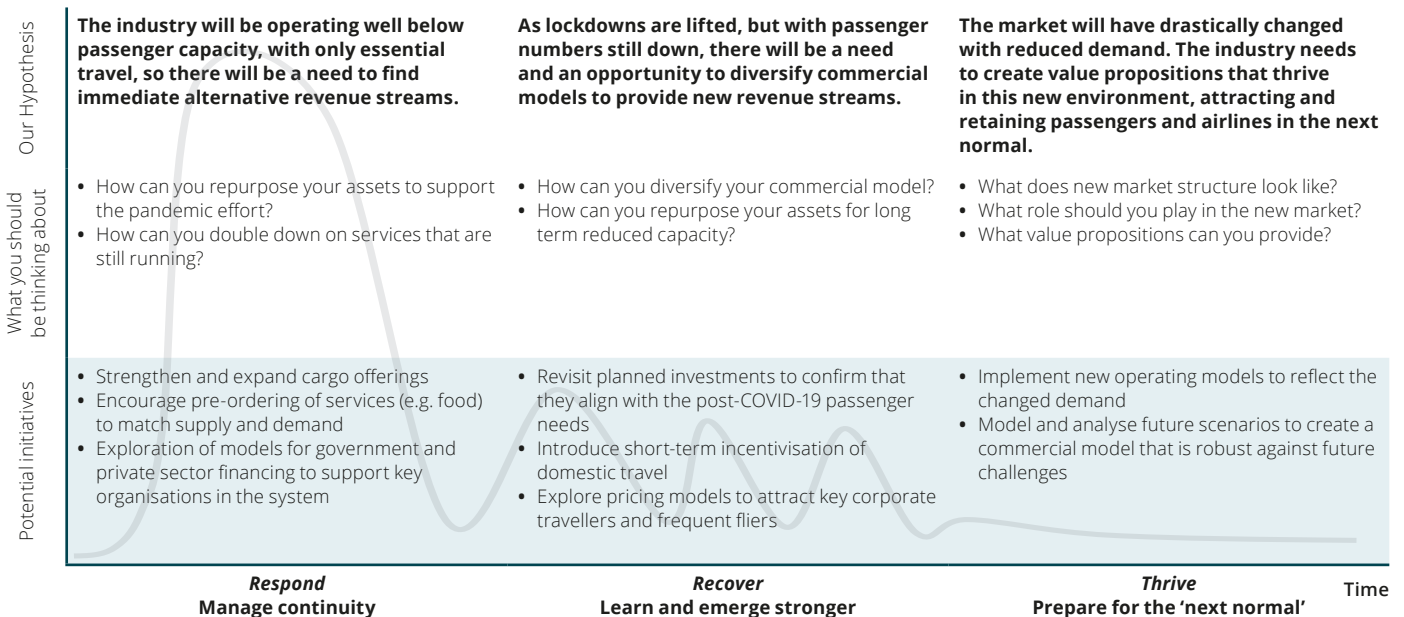 Our Hypothesis
The industry will be operating well below
passenger capacity, with only essential
travel, so there will be a need to find
immediate alternative revenue streams.
As lockdowns are lifted, but with passenger
numbers still down, there will be a need
and an opportunity to diversify commercial
models to provide new revenue streams.
The market will have drastically changed
with reduced demand. The industry needs
to create value propositions that thrive
in this new environment, attracting and
retaining passengers and airlines in the next
normal.
What you should
be thinking about
• How can you repurpose your assets to support
the pandemic effort?
• How can you double down on services that are
still running?
• How can you diversify your commercial model?
• How can you repurpose your assets for long
term reduced capacity?
• What does new market structure look like?
• What role should you play in the new market?
• What value propositions can you provide?
Potential initiatives
• Strengthen and expand cargo offerings
• Encourage pre-ordering of services (e.g. food)
to match supply and demand
• Exploration of models for government and
private sector financing to support key
organisations in the system
• Revisit planned investments to confirm that
they align with the post-COVID-19 passenger
needs
• Introduce short-term incentivisation of
domestic travel
• Explore pricing models to attract key corporate
travellers and frequent fliers
• Implement new operating models to reflect the
changed demand
• Model and analyse future scenarios to create a
commercial model that is robust against future
challenges
Respond
Manage continuity
Recover
Learn and emerge stronger
Thrive
Prepare for the ‘next normal’
Time